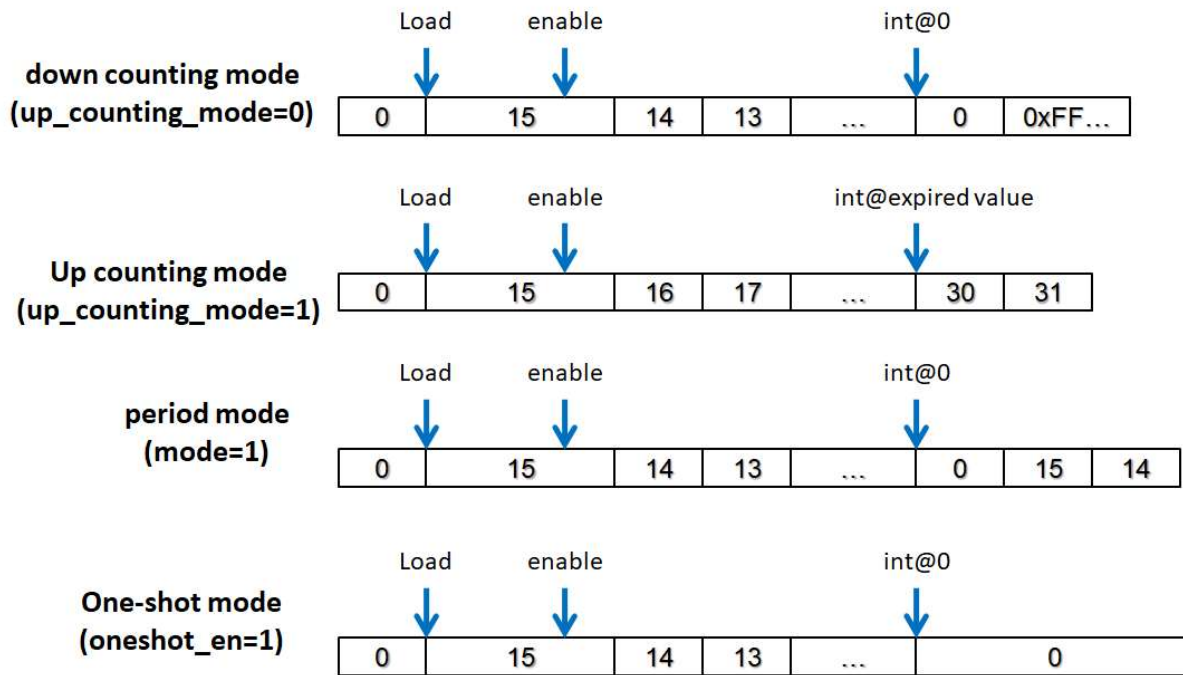 Load enable int@0
down counting mode
(up_counting_mode=0)
0 15 14 13 ... 0 0xFF...
Load enable int@expired value
Up counting mode
(up_counting_mode=1)
0 15 16 17 ... 30 31
Load enable int@0
period mode
(mode=1)
0 15 14 13 ... 0 15 14
Load enable int@0
One-shot mode
(oneshot_en=1)
0 15 14 13 ... 0